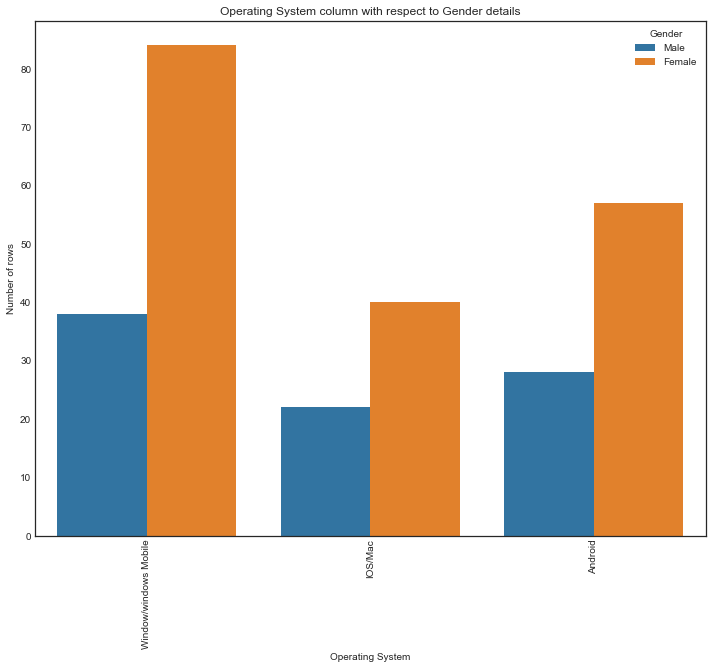 Operating System column with respect to Gender details
Gender
Male
Female
80
70
60
50
40
30
20
10
0
Number of rows
Window/windows Mobile
IOS/Mac
Android
Operating System